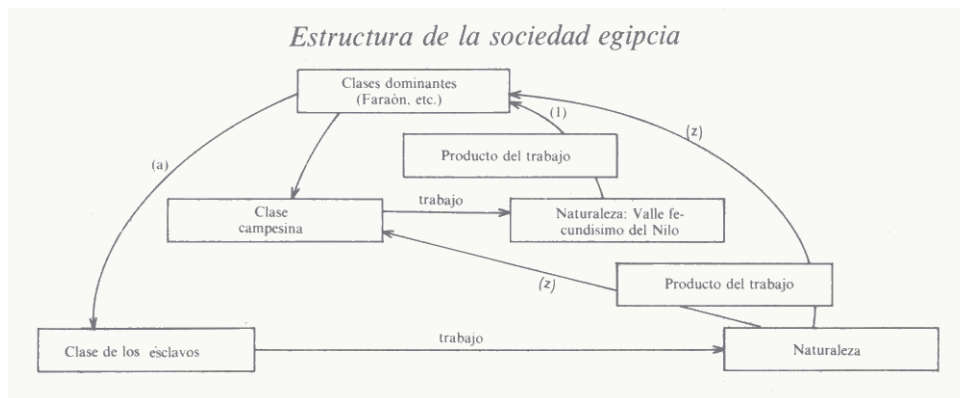 Estructura de la sociedad egipcia
Clases dominantes
(Faraón, etc.)
(1)
(z)
Producto del trabajo
(a)
trabajo
Clase
campesina
Naturaleza: Valle fe-
cundisimo del Nilo
(z)
Producto del trabajo
trabajo
Clase de los esclavos
Naturaleza